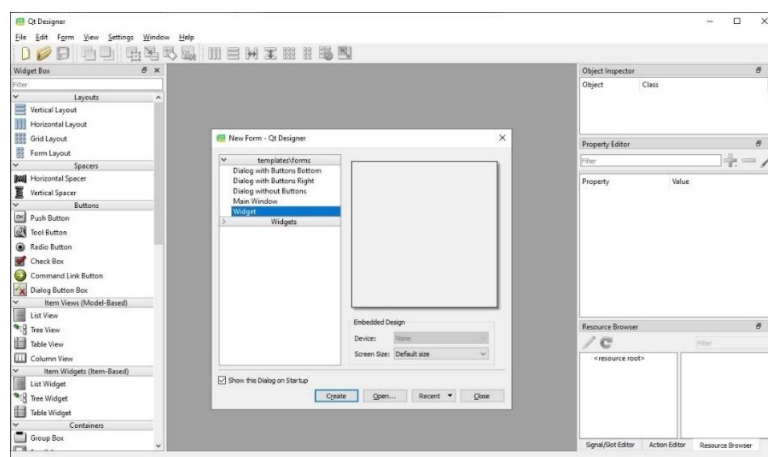 Qt Designer
File Edit Form View Settings Window Help
Widget Box
Filter
Layouts
Vertical Layout
Horizontal Layout
Grid Layout
Form Layout
Spacers
Horizontal Spacer
Vertical Spacer
Buttons
Push Button
Tool Button
Radio Button
Check Box
Command Link Button
Dialog Button Box
Item Views (Model-Based)
List View
Tree View
Table View
Column View
Item Widgets (Item-Based)
List Widget
Tree Widget
Table Widget
Containers
Group Box
New Form - Qt Designer
templates\forms
Dialog with Buttons Bottom
Dialog with Buttons Right
Dialog without Buttons
Main Window
Widget
Widgets
Embedded Design
Device: None
Screen Size: Default size
Show this Dialog on Startup
Create Open... Recent Close
Object Inspector
Object Class
Property Editor
Filter
Property Value
Resource Browser
Filter
<resource root>
Signal/Slot Editor Action Editor Resource Browser